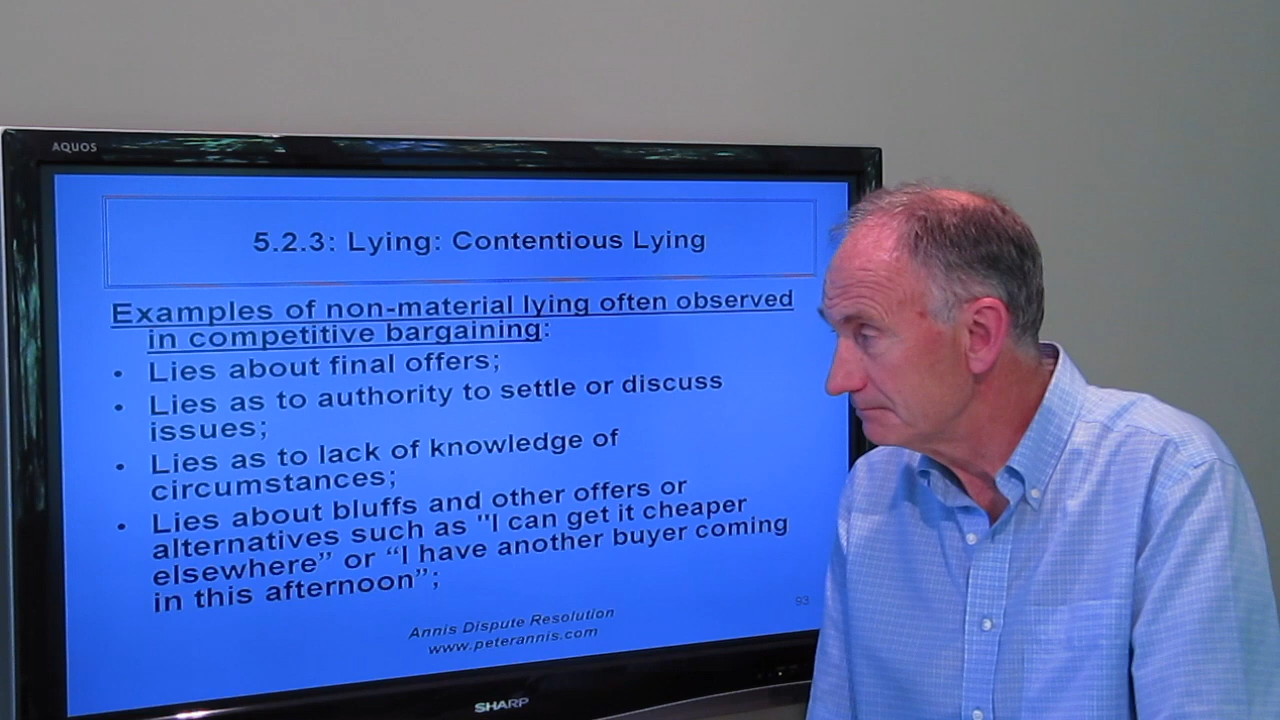 AQUOS
5.2.3: Lying: Contentious Lying
Examples of non-material lying often observed
in competitive bargaining:
• Lies about final offers;
• Lies as to authority to settle or discuss
issues;
• Lies as to lack of knowledge of
circumstances;
• Lies about bluffs and other offers or
alternatives such as "I can get it cheaper
elsewhere” or “I have another buyer coming
in this afternoon”;
93
Annis Dispute Resolution
www.peterannis.com
SHARP